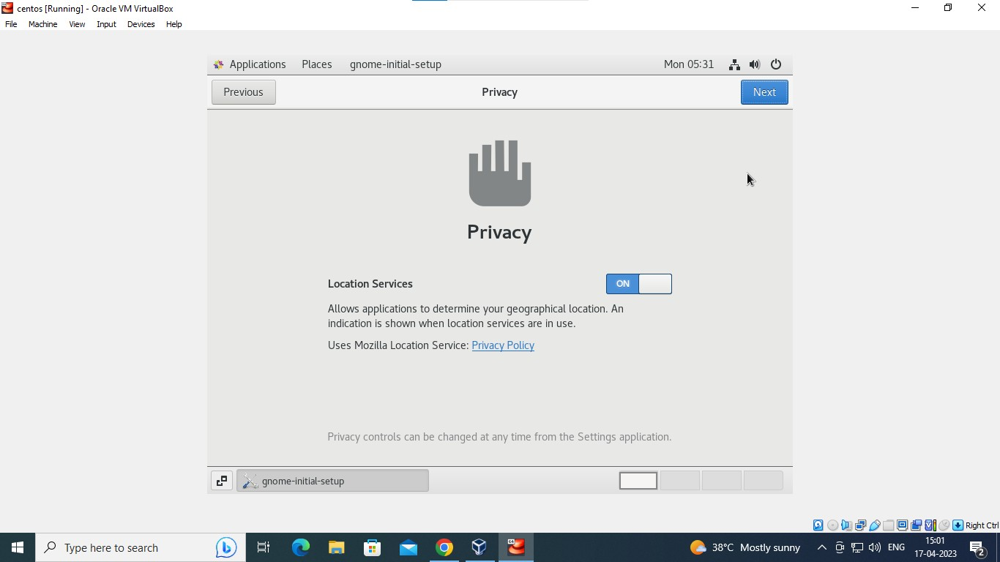 centos [Running] - Oracle VM VirtualBox
File Machine View Input Devices Help
Applications Places gnome-initial-setup Mon 05:31
Previous Privacy Next
Privacy
Location Services ON
Allows applications to determine your geographical location. An
indication is shown when location services are in use.
Uses Mozilla Location Service: Privacy Policy
Privacy controls can be changed at any time from the Settings application.
gnome-initial-setup
Right Ctrl
Type here to search 38°C Mostly sunny ENG 15:01
17-04-2023 2